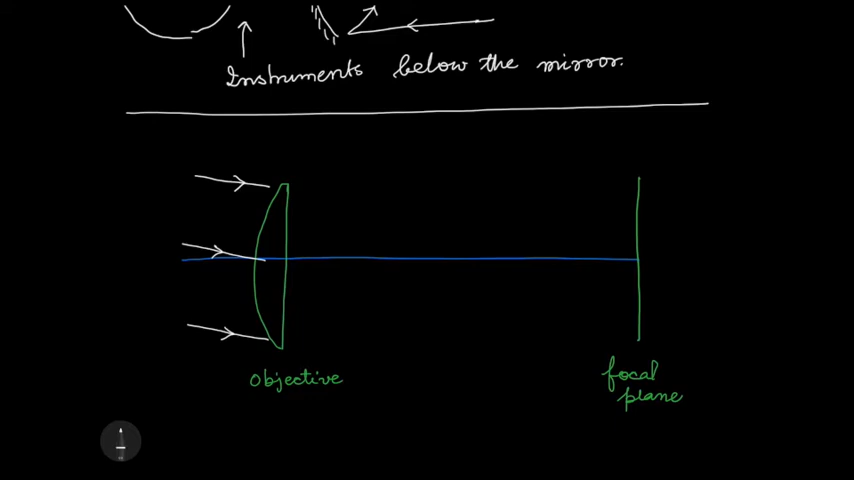 Instruments below the mirror.
Objective
focal
plane